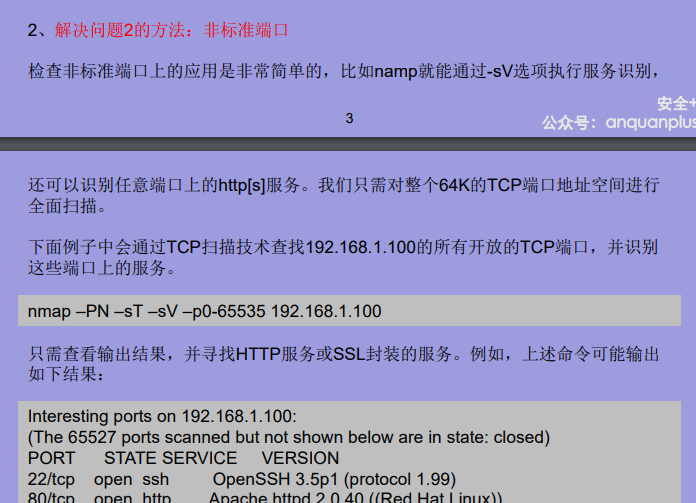 2、解决问题2的方法：非标准端口
检查非标准端口上的应用是非常简单的，比如namp就能通过-sV选项执行服务识别，
3
安全+
公众号：anquanplus
还可以识别任意端口上的http[s]服务。我们只需对整个64K的TCP端口地址空间进行
全面扫描。
下面例子中会通过TCP扫描技术查找192.168.1.100的所有开放的TCP端口，并识别
这些端口上的服务。
nmap –PN –sT –sV –p0-65535 192.168.1.100
只需查看输出结果，并寻找HTTP服务或SSL封装的服务。例如，上述命令可能输出
如下结果：
Interesting ports on 192.168.1.100:
(The 65527 ports scanned but not shown below are in state: closed)
PORT STATE SERVICE VERSION
22/tcp open ssh OpenSSH 3.5p1 (protocol 1.99)
80/tcp open http Apache httpd 2.0.40 ((Red Hat Linux))